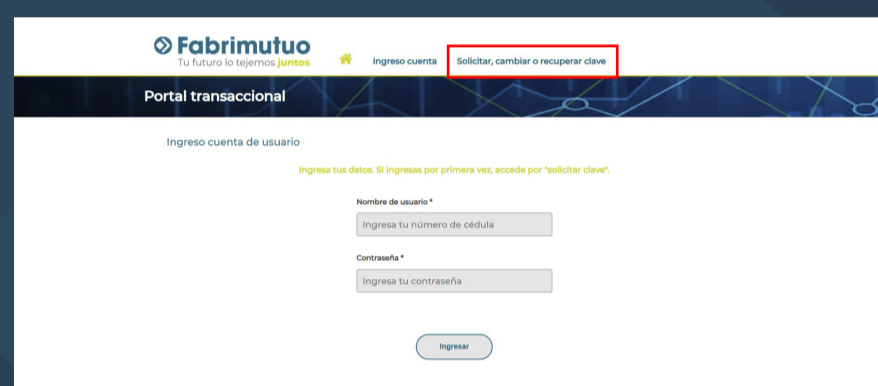 Fabrimutuo
Tu futuro lo tejemos juntos
Ingreso cuenta
Solicitar, cambiar o recuperar clave
Portal transaccional
Ingreso cuenta de usuario
Ingresa tus datos. Si ingresas por primera vez, accede por "solicitar clave".
Nombre de usuario *
Ingresa tu número de cédula
Contraseña *
Ingresa tu contraseña
Ingresar